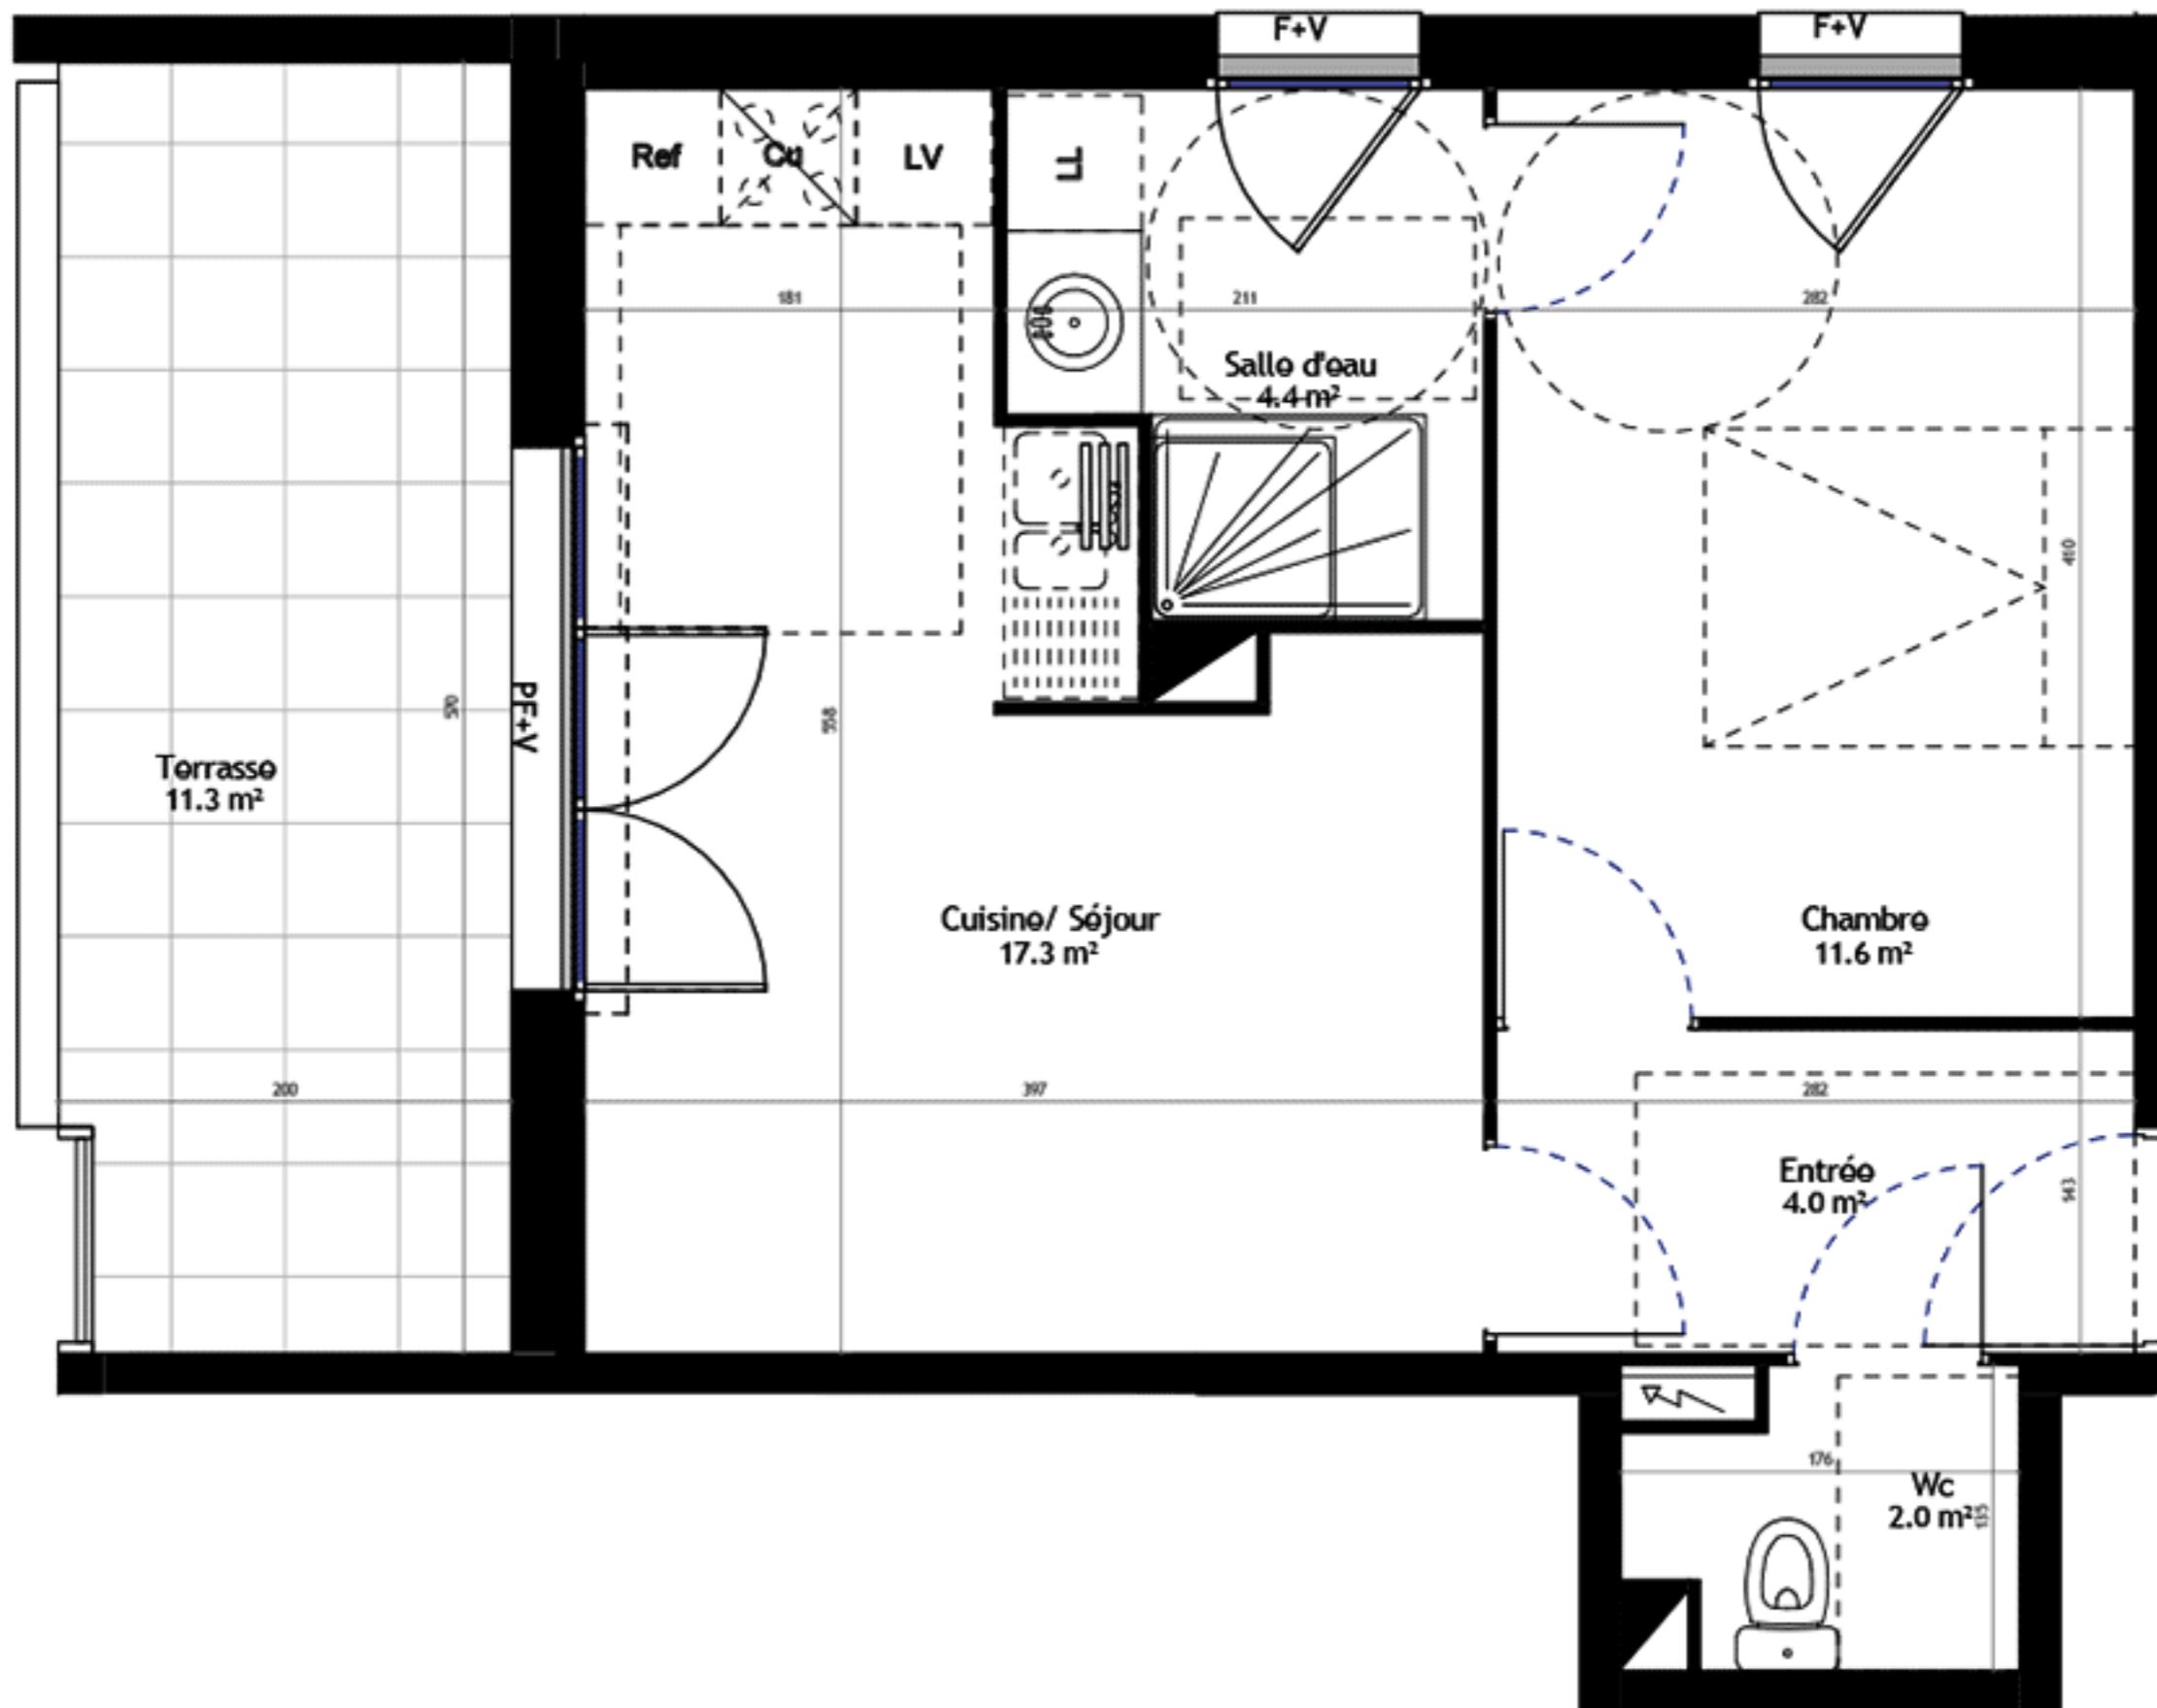 F+V
F+V
Ref
Cu
LV
LL
181
211
282
Salle d'eau
4.4 m²
410
570
PF+V
558
Terrasse
11.3 m²
Cuisine/ Séjour
17.3 m²
Chambre
11.6 m²
200
397
282
Entrée
4.0 m²
143
176
Wc
2.0 m²
135